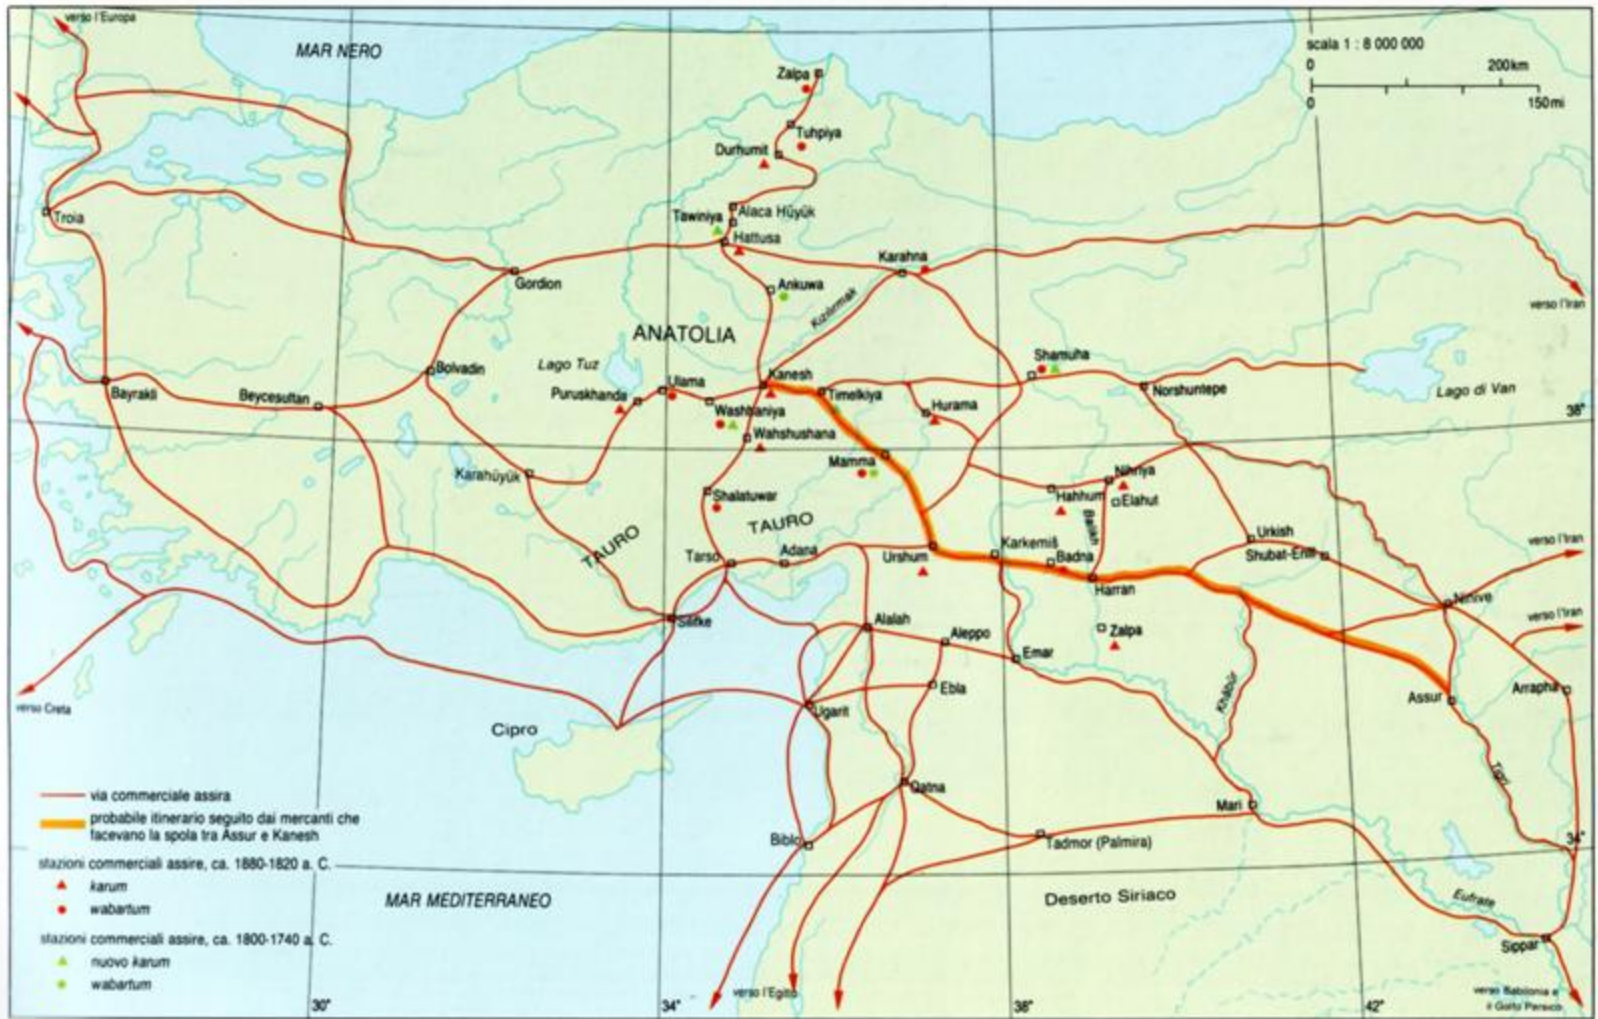 verso l'Europa
MAR NERO
scala 1 : 8 000 000
0 200km
0 150mi
Zalpa
Tuhpiya
Durhumit
Troia
Tawiniya
Alaca Hüyük
Hattusa
Karahna
Gordion
Ankuwa
Kızılırmak
verso l'Iran
ANATOLIA
Lago Tuz
Shamuha
Bolvadin
Kanesh
Norshuntepe
Lago di Van
Bayraklı
Beycesultan
Puruskhanda
Ulama
Timelkiya
Hurama
38°
Washhaniya
Wahshushana
Karahüyük
Mamma
Nihriya
Hahhum
Elahut
Shalatuwar
Balikh
TAURO
TAURO
Tarso
Adana
Urshum
Karkemiš
Badna
Urkish
Shubat-Enlil
verso l'Iran
Harran
Ninive
Silifke
Alalah
Aleppo
Zalpa
verso l'Iran
Emar
Ebla
Khābūr
Assur
Arrapha
verso Creta
Cipro
Ugarit
Tigri
Qatna
Mari
via commerciale assira
probabile itinerario seguito dai mercanti che
facevano la spola tra Assur e Kanesh
Biblo
Tadmor (Palmira)
34°
stazioni commerciali assire, ca. 1880-1820 a. C.
karum
wabartum
MAR MEDITERRANEO
Deserto Siriaco
Eufrate
stazioni commerciali assire, ca. 1800-1740 a. C.
nuovo karum
wabartum
Sippar
verso l'Egitto
verso Babilonia e
il Golfo Persico
30°
34°
38°
42°